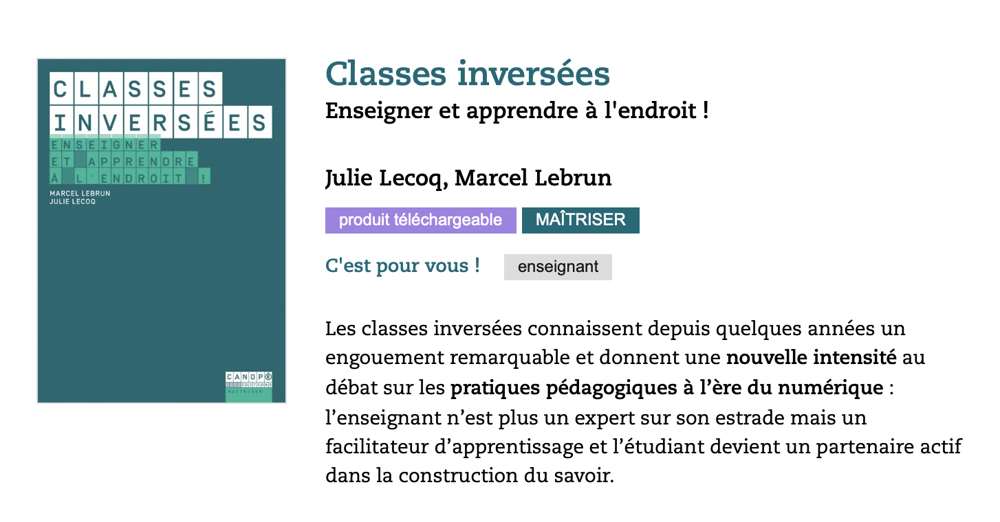 CLASSES
INVERSÉES
ENSEIGNER
ET APPRENDRE
À L'ENDROIT !
MARCEL LEBRUN
JULIE LECOQ
CANOPÉ
ÉDITIONS
MAÎTRISER
Classes inversées
Enseigner et apprendre à l'endroit !
Julie Lecoq, Marcel Lebrun
produit téléchargeable MAÎTRISER
C'est pour vous ! enseignant
Les classes inversées connaissent depuis quelques années un
engouement remarquable et donnent une nouvelle intensité au
débat sur les pratiques pédagogiques à l’ère du numérique :
l’enseignant n’est plus un expert sur son estrade mais un
facilitateur d’apprentissage et l’étudiant devient un partenaire actif
dans la construction du savoir.